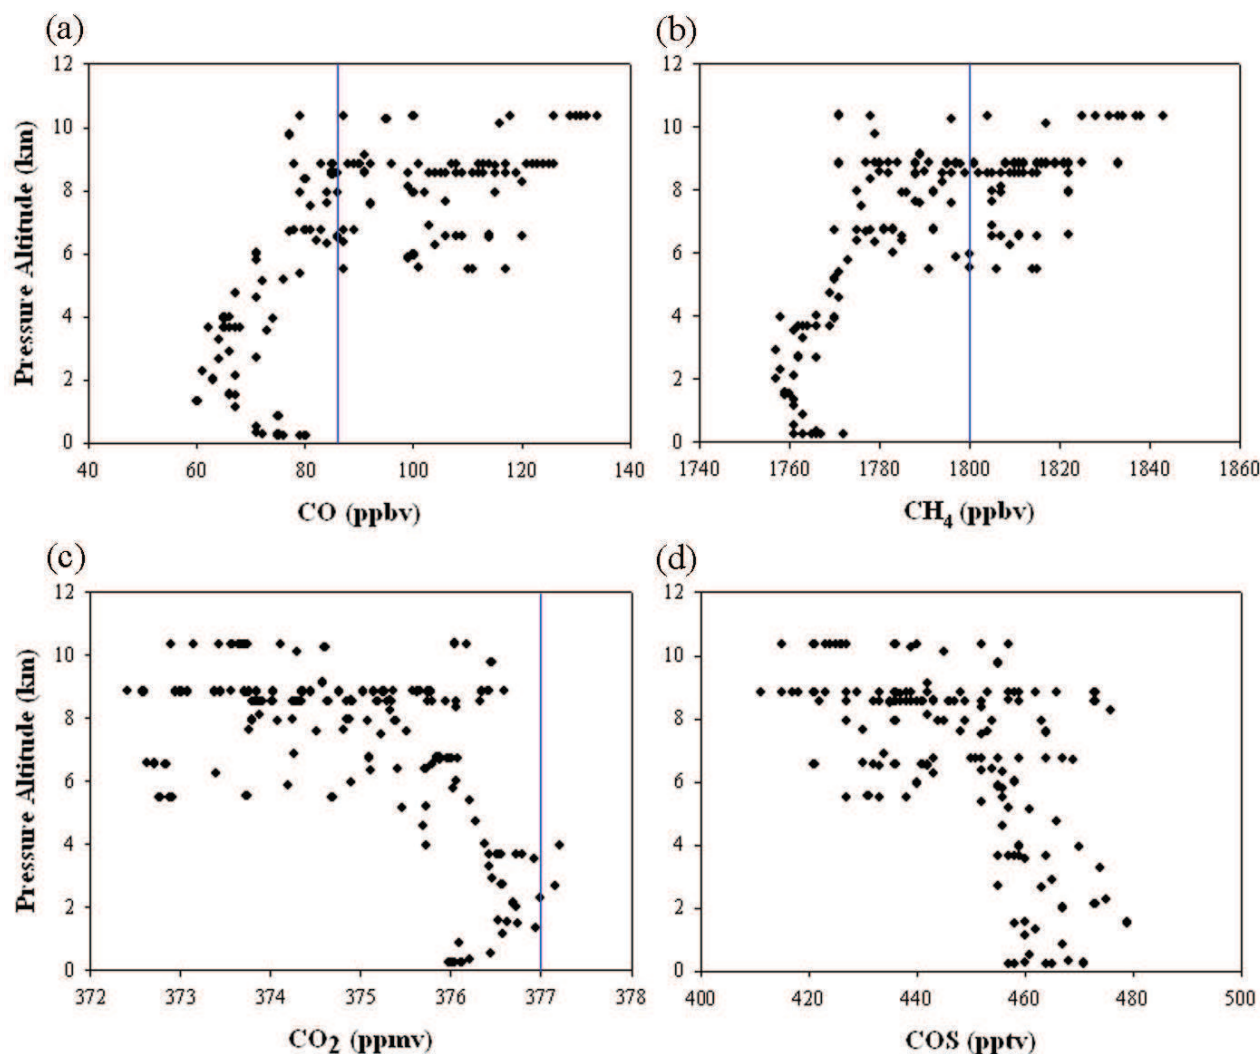 (a)
(b)
12
10
8
6
4
2
0
Pressure Altitude (km)
40 60 80 100 120 140
CO (ppbv)
12
10
8
6
4
2
0
1740 1760 1780 1800 1820 1840 1860
CH4 (ppbv)
(c)
(d)
12
10
8
6
4
2
0
Pressure Altitude (km)
372 373 374 375 376 377 378
CO2 (ppmv)
12
10
8
6
4
2
0
400 420 440 460 480 500
COS (pptv)